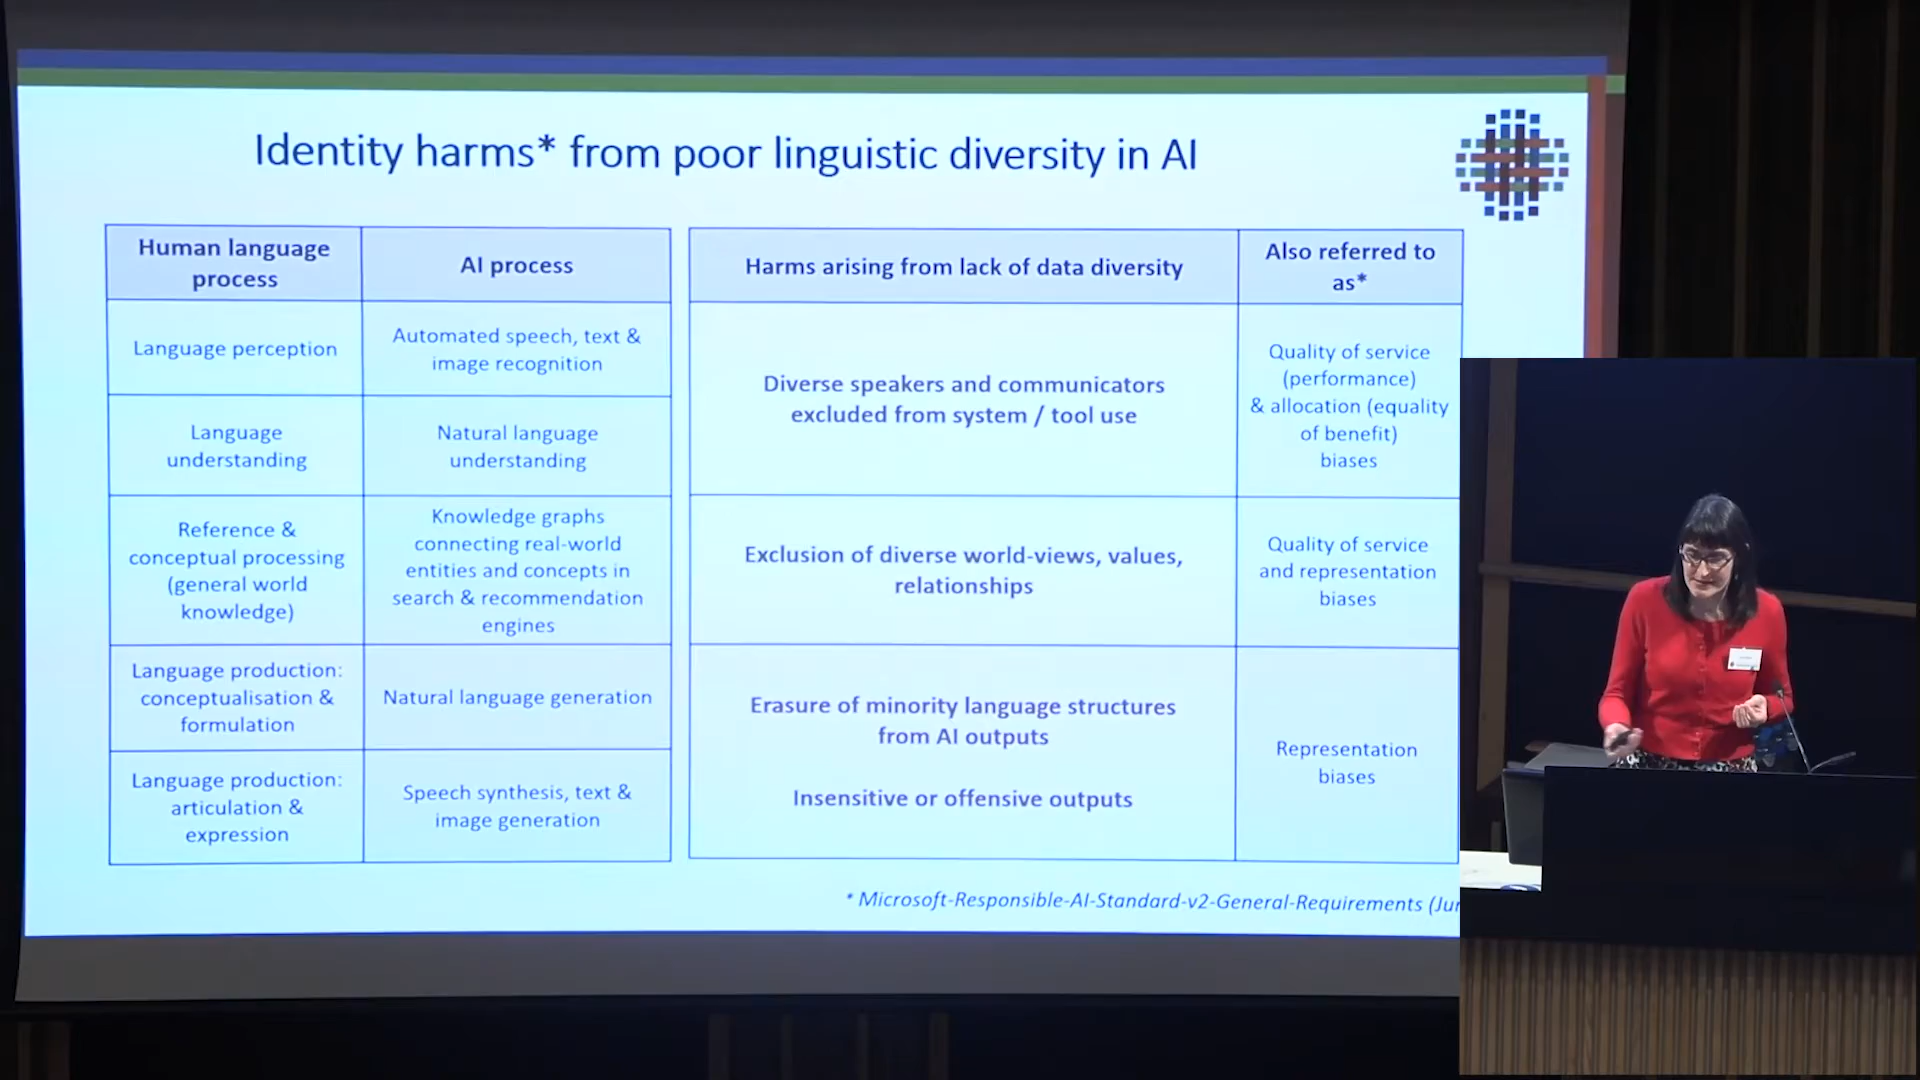 Identity harms* from poor linguistic diversity in AI
Human language
process
AI process
Harms arising from lack of data diversity
Also referred to
as*
Language perception
Automated speech, text &
image recognition
Diverse speakers and communicators
excluded from system / tool use
Quality of service
(performance)
& allocation (equality
of benefit)
biases
Language
understanding
Natural language
understanding
Reference &
conceptual processing
(general world
knowledge)
Knowledge graphs
connecting real-world
entities and concepts in
search & recommendation
engines
Exclusion of diverse world-views, values,
relationships
Quality of service
and representation
biases
Language production:
conceptualisation &
formulation
Natural language generation
Erasure of minority language structures
from AI outputs
Insensitive or offensive outputs
Representation
biases
Language production:
articulation &
expression
Speech synthesis, text &
image generation
* Microsoft-Responsible-AI-Standard-v2-General-Requirements